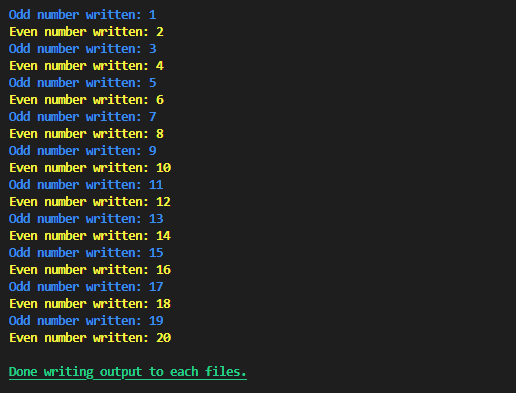 Odd number written: 1
Even number written: 2
Odd number written: 3
Even number written: 4
Odd number written: 5
Even number written: 6
Odd number written: 7
Even number written: 8
Odd number written: 9
Even number written: 10
Odd number written: 11
Even number written: 12
Odd number written: 13
Even number written: 14
Odd number written: 15
Even number written: 16
Odd number written: 17
Even number written: 18
Odd number written: 19
Even number written: 20
Done writing output to each files.